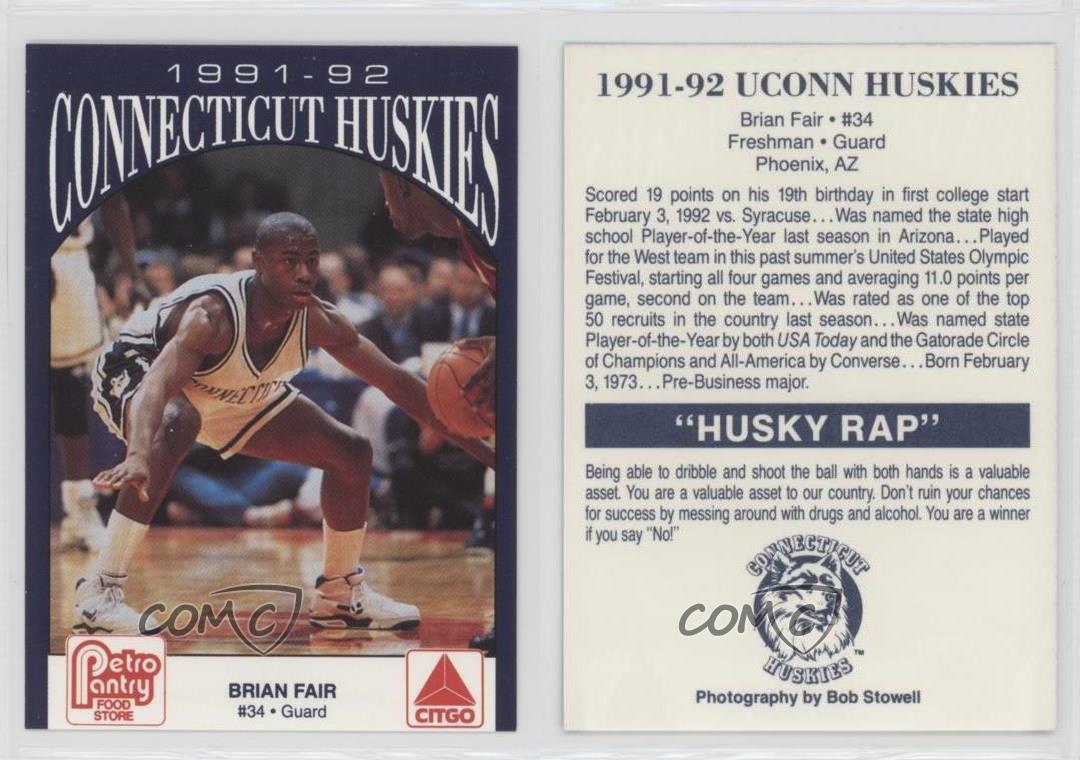 1991-92
CONNECTICUT HUSKIES
CONNECTICUT
COMC
Petro
Pantry
FOOD
STORE
BRIAN FAIR
#34 • Guard
CITGO
1991-92 UCONN HUSKIES
Brian Fair • #34
Freshman • Guard
Phoenix, AZ
Scored 19 points on his 19th birthday in first college start
February 3, 1992 vs. Syracuse...Was named the state high
school Player-of-the-Year last season in Arizona...Played
for the West team in this past summer's United States Olympic
Festival, starting all four games and averaging 11.0 points per
game, second on the team...Was rated as one of the top
50 recruits in the country last season...Was named state
Player-of-the-Year by both USA Today and the Gatorade Circle
of Champions and All-America by Converse...Born February
3, 1973...Pre-Business major.
"HUSKY RAP"
Being able to dribble and shoot the ball with both hands is a valuable
asset. You are a valuable asset to our country. Don't ruin your chances
for success by messing around with drugs and alcohol. You are a winner
if you say "No!"
CONNECTICUT
COMC
HUSKIES
TM
Photography by Bob Stowell